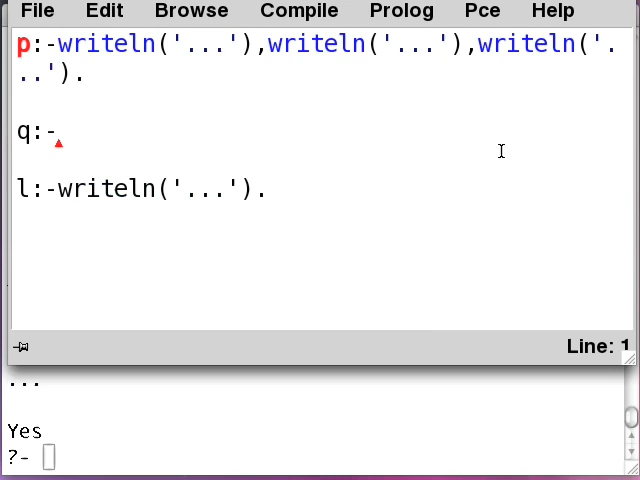 File Edit Browse Compile Prolog Pce Help
p:-writeln('...'),writeln('...'),writeln('.
..').
q:-
l:-writeln('...').
Line: 1
...
Yes
?-